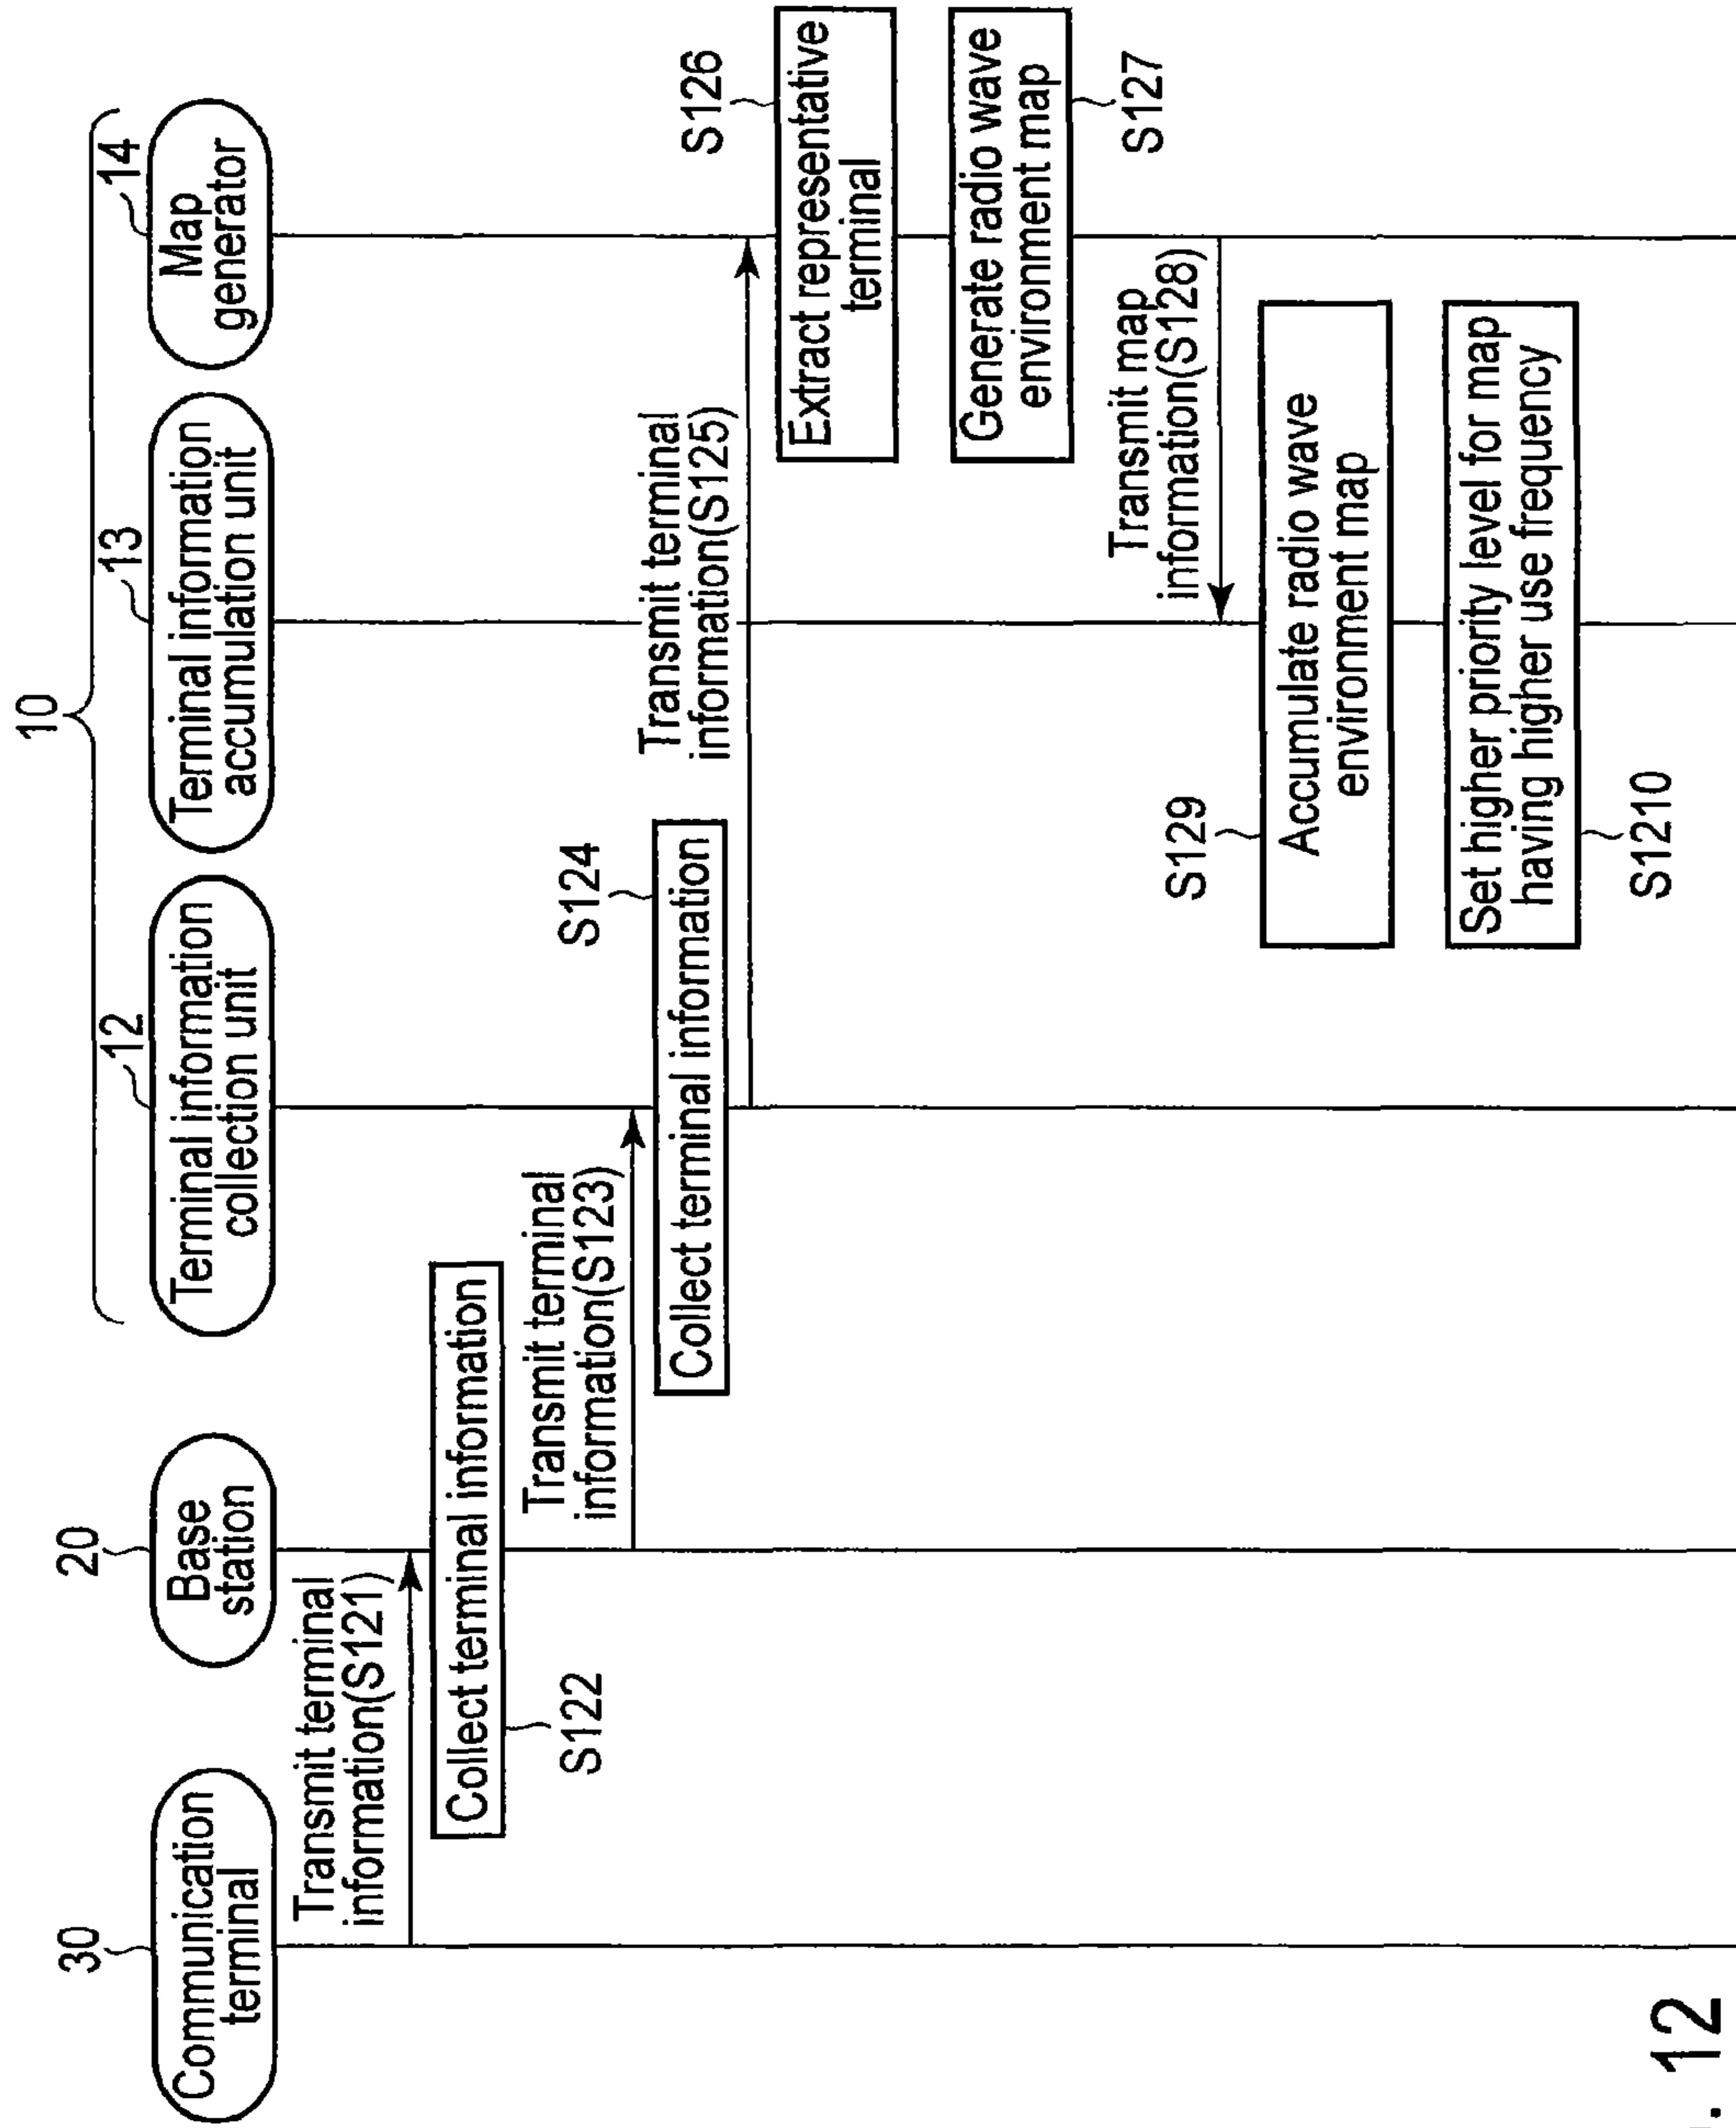 10
30
20
12
13
14
Communication
terminal
Base
station
Terminal information
collection unit
Terminal information
accumulation unit
Map
generator
Transmit terminal
information(S121)
Collect terminal information
S122
Transmit terminal
information(S123)
S124
Collect terminal information
Transmit terminal
information(S125)
S126
Extract representative
terminal
Generate radio wave
environment map
S127
Transmit map
information(S128)
S129
Accumulate radio wave
environment map
Set higher priority level for map
having higher use frequency
S1210
. 12